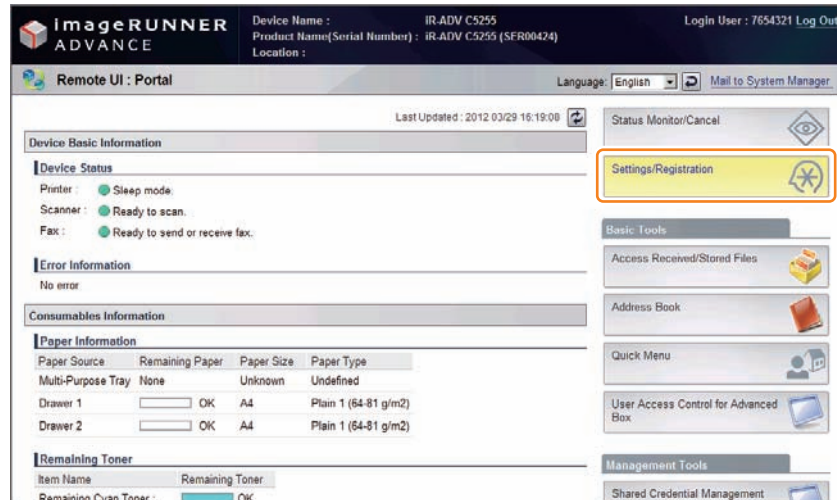 imageRUNNER
ADVANCE
Device Name : iR-ADV C5255
Product Name(Serial Number) : iR-ADV C5255 (SER00424)
Location :
Login User : 7654321 Log Out
Remote UI : Portal
Language: English
Mail to System Manager
Last Updated : 2012 03/29 16:19:08
Device Basic Information
Device Status
Printer : Sleep mode.
Scanner : Ready to scan.
Fax : Ready to send or receive fax.
Error Information
No error
Consumables Information
Paper Information
Paper Source Remaining Paper Paper Size Paper Type
Multi-Purpose Tray None Unknown Undefined
Drawer 1 OK A4 Plain 1 (64-81 g/m2)
Drawer 2 OK A4 Plain 1 (64-81 g/m2)
Remaining Toner
Item Name Remaining Toner
Remaining Cyan Toner : OK
Status Monitor/Cancel
Settings/Registration
Basic Tools
Access Received/Stored Files
Address Book
Quick Menu
User Access Control for Advanced
Box
Management Tools
Shared Credential Management